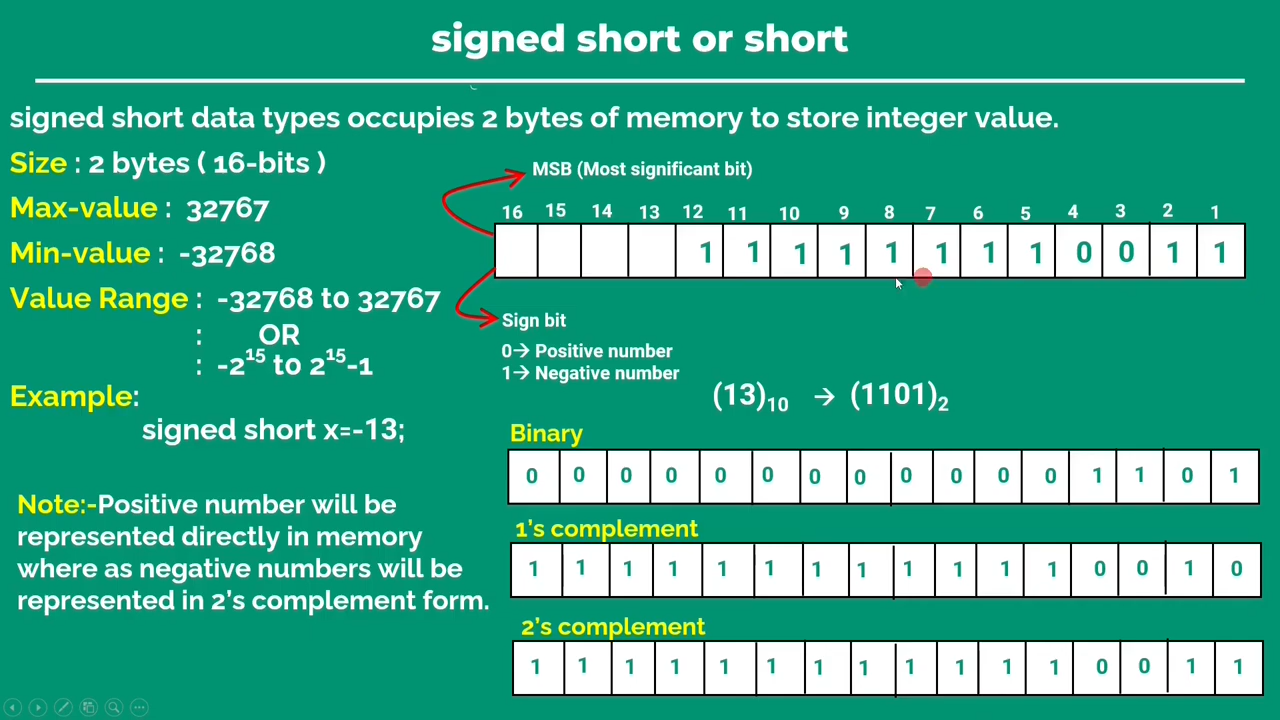 signed short or short
signed short data types occupies 2 bytes of memory to store integer value.
Size : 2 bytes ( 16-bits )
Max-value : 32767
Min-value : -32768
Value Range : -32768 to 32767
: OR
: -2¹⁵ to 2¹⁵-1
Example:
signed short x=-13;
Note:-Positive number will be
represented directly in memory
where as negative numbers will be
represented in 2's complement form.
MSB (Most significant bit)
16 15 14 13 12 11 10 9 8 7 6 5 4 3 2 1
1 1 1 1 1 1 1 1 0 0 1 1
Sign bit
0→ Positive number
1→ Negative number
(13)₁₀ → (1101)₂
Binary
0 0 0 0 0 0 0 0 0 0 0 0 1 1 0 1
1's complement
1 1 1 1 1 1 1 1 1 1 1 1 0 0 1 0
2's complement
1 1 1 1 1 1 1 1 1 1 1 1 0 0 1 1